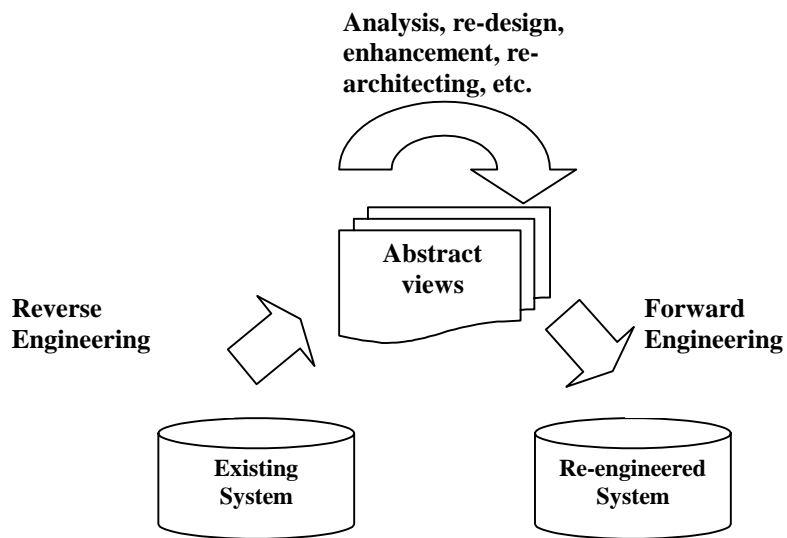 Analysis, re-design,
enhancement, re-
architecting, etc.
Abstract
views
Reverse
Engineering
Forward
Engineering
Existing
System
Re-engineered
System